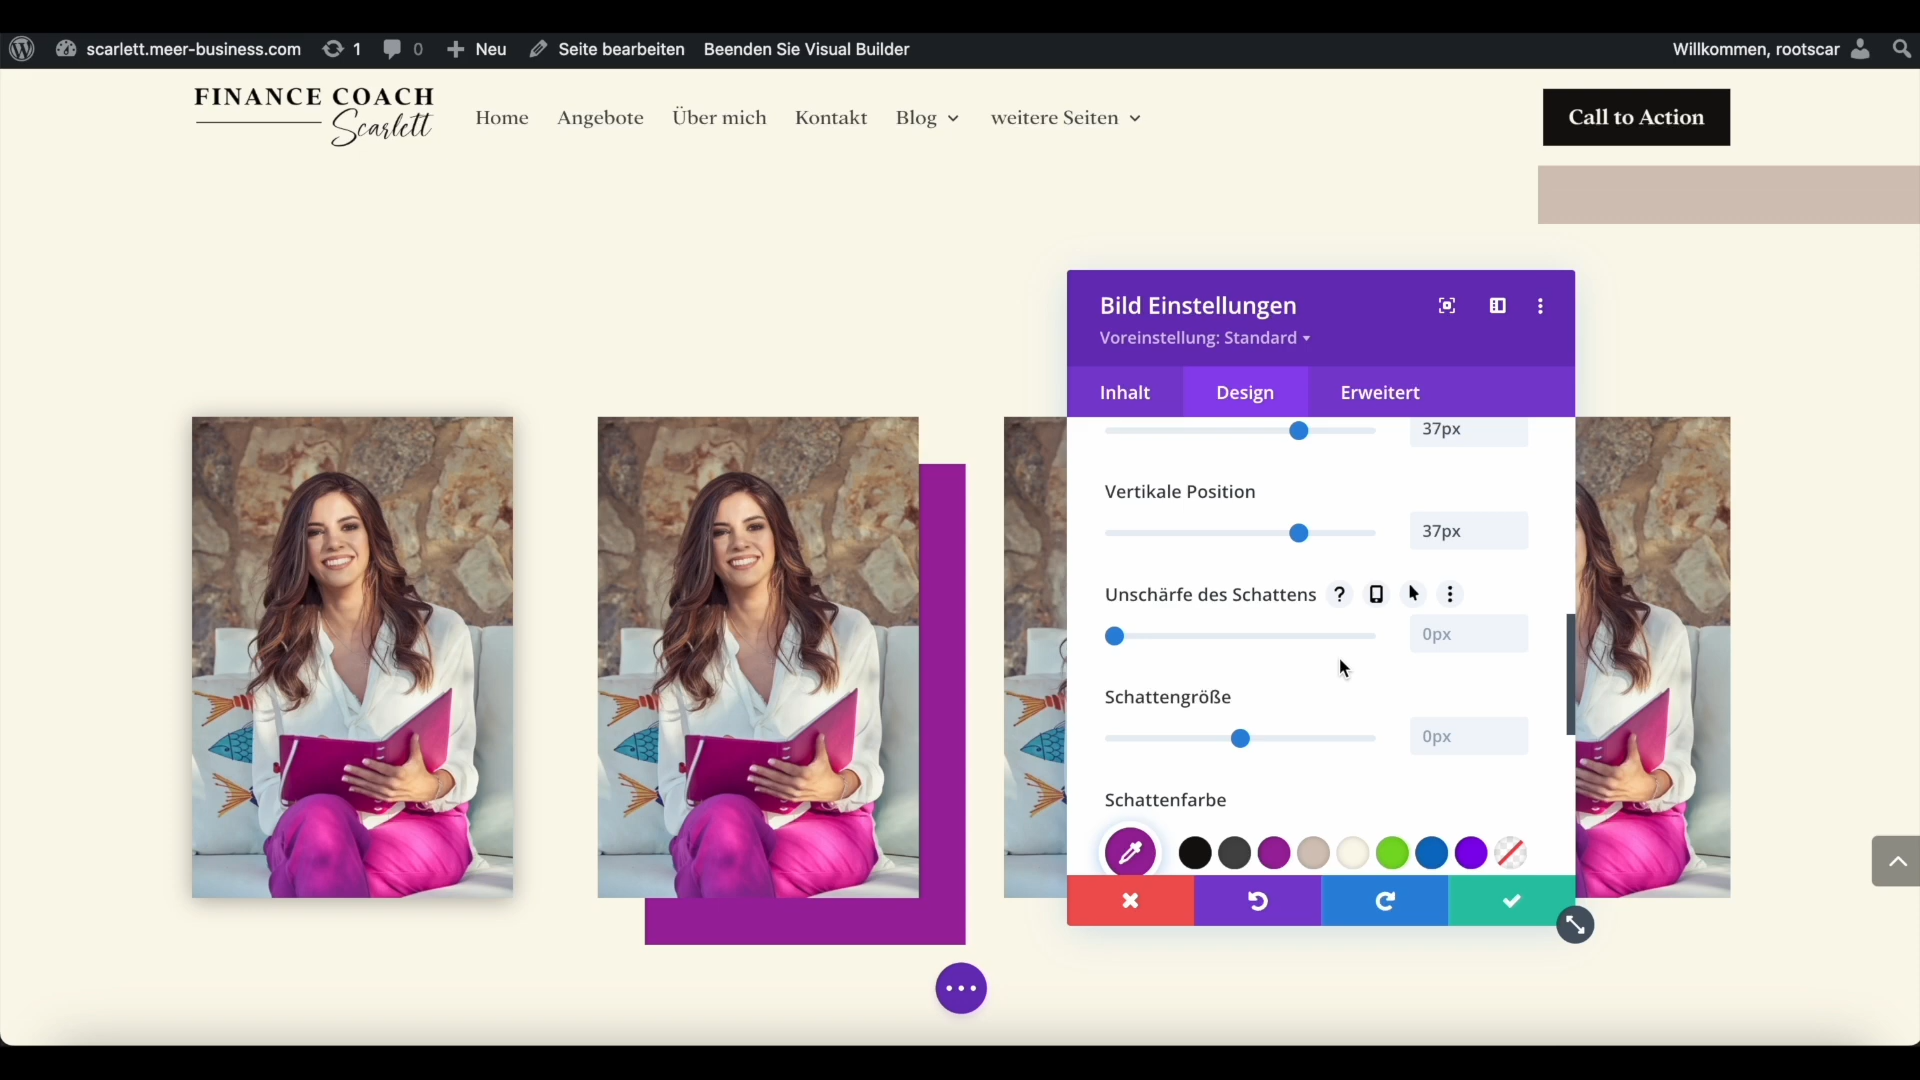 scarlett.meer-business.com 1 0 Neu Seite bearbeiten Beenden Sie Visual Builder Willkommen, rootscar
FINANCE COACH
Scarlett
Home Angebote Über mich Kontakt Blog weitere Seiten
Call to Action
Bild Einstellungen
Voreinstellung: Standard
Inhalt Design Erweitert
37px
Vertikale Position
37px
Unschärfe des Schattens ?
0px
Schattengröße
0px
Schattenfarbe